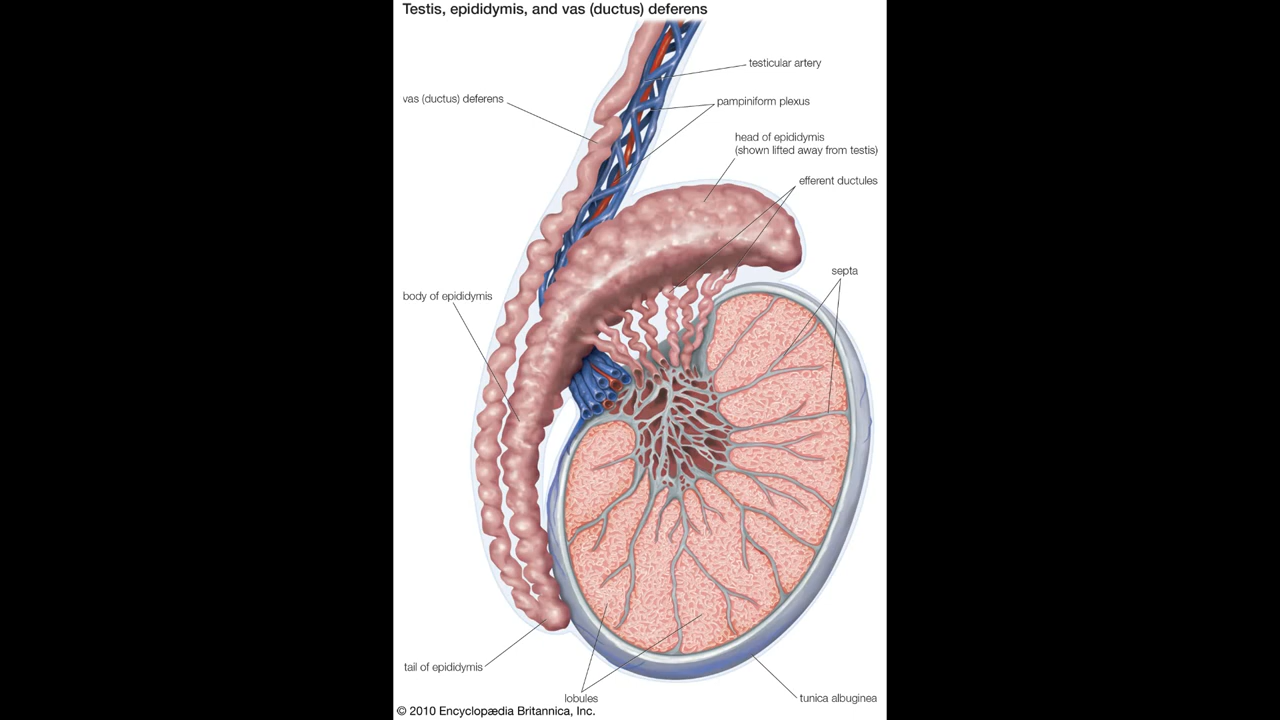 Testis, epididymis, and vas (ductus) deferens
testicular artery
vas (ductus) deferens
pampiniform plexus
head of epididymis
(shown lifted away from testis)
efferent ductules
septa
body of epididymis
tail of epididymis
lobules
tunica albuginea
© 2010 Encyclopædia Britannica, Inc.